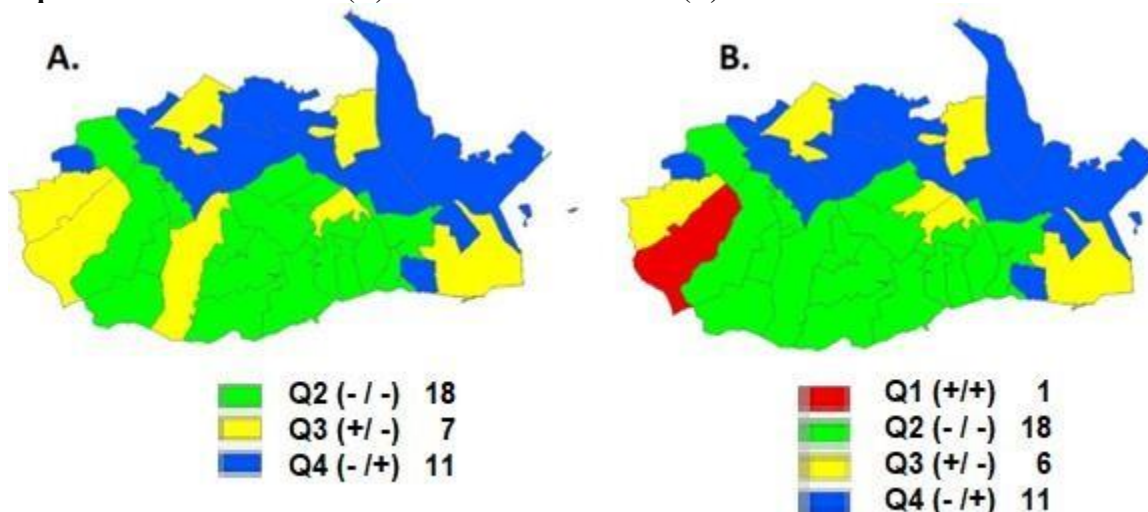 A.
B.
Q2 (- / -) 18
Q3 (+/ -) 7
Q4 (- /+) 11
Q1 (+/+) 1
Q2 (- / -) 18
Q3 (+/ -) 6
Q4 (- /+) 11